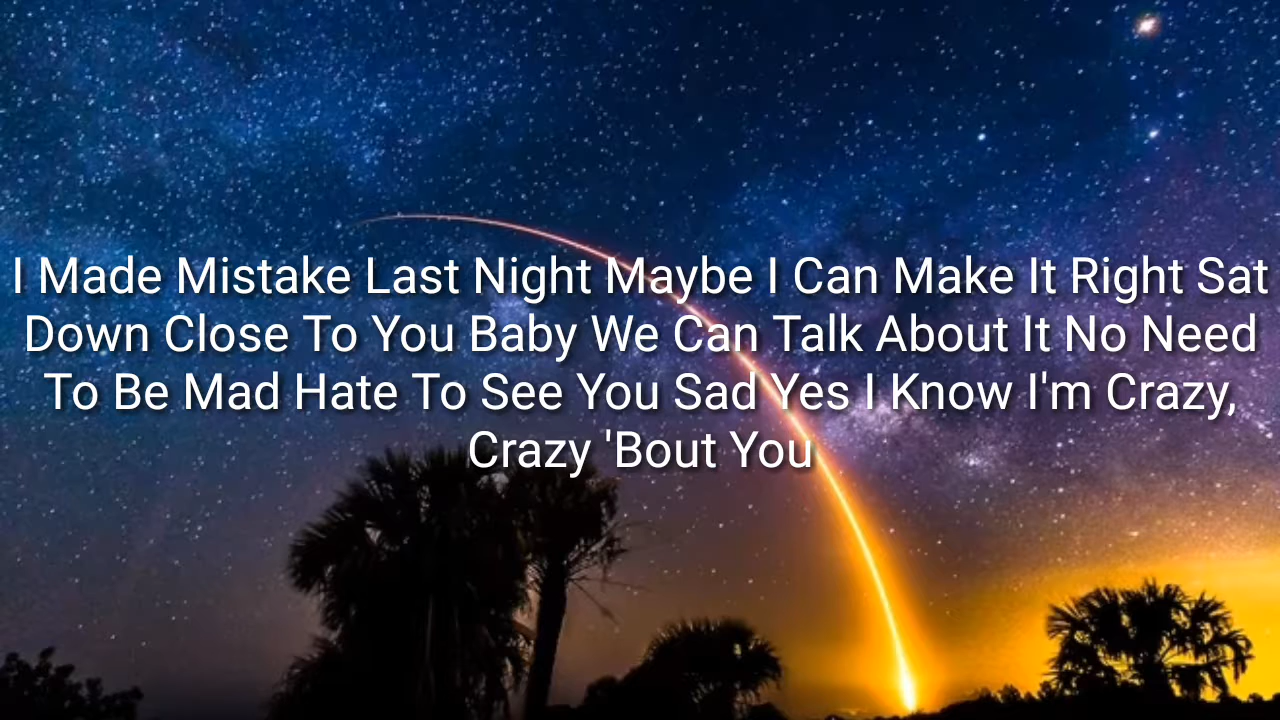 I Made Mistake Last Night Maybe I Can Make It Right Sat
Down Close To You Baby We Can Talk About It No Need
To Be Mad Hate To See You Sad Yes I Know I'm Crazy,
Crazy 'Bout You